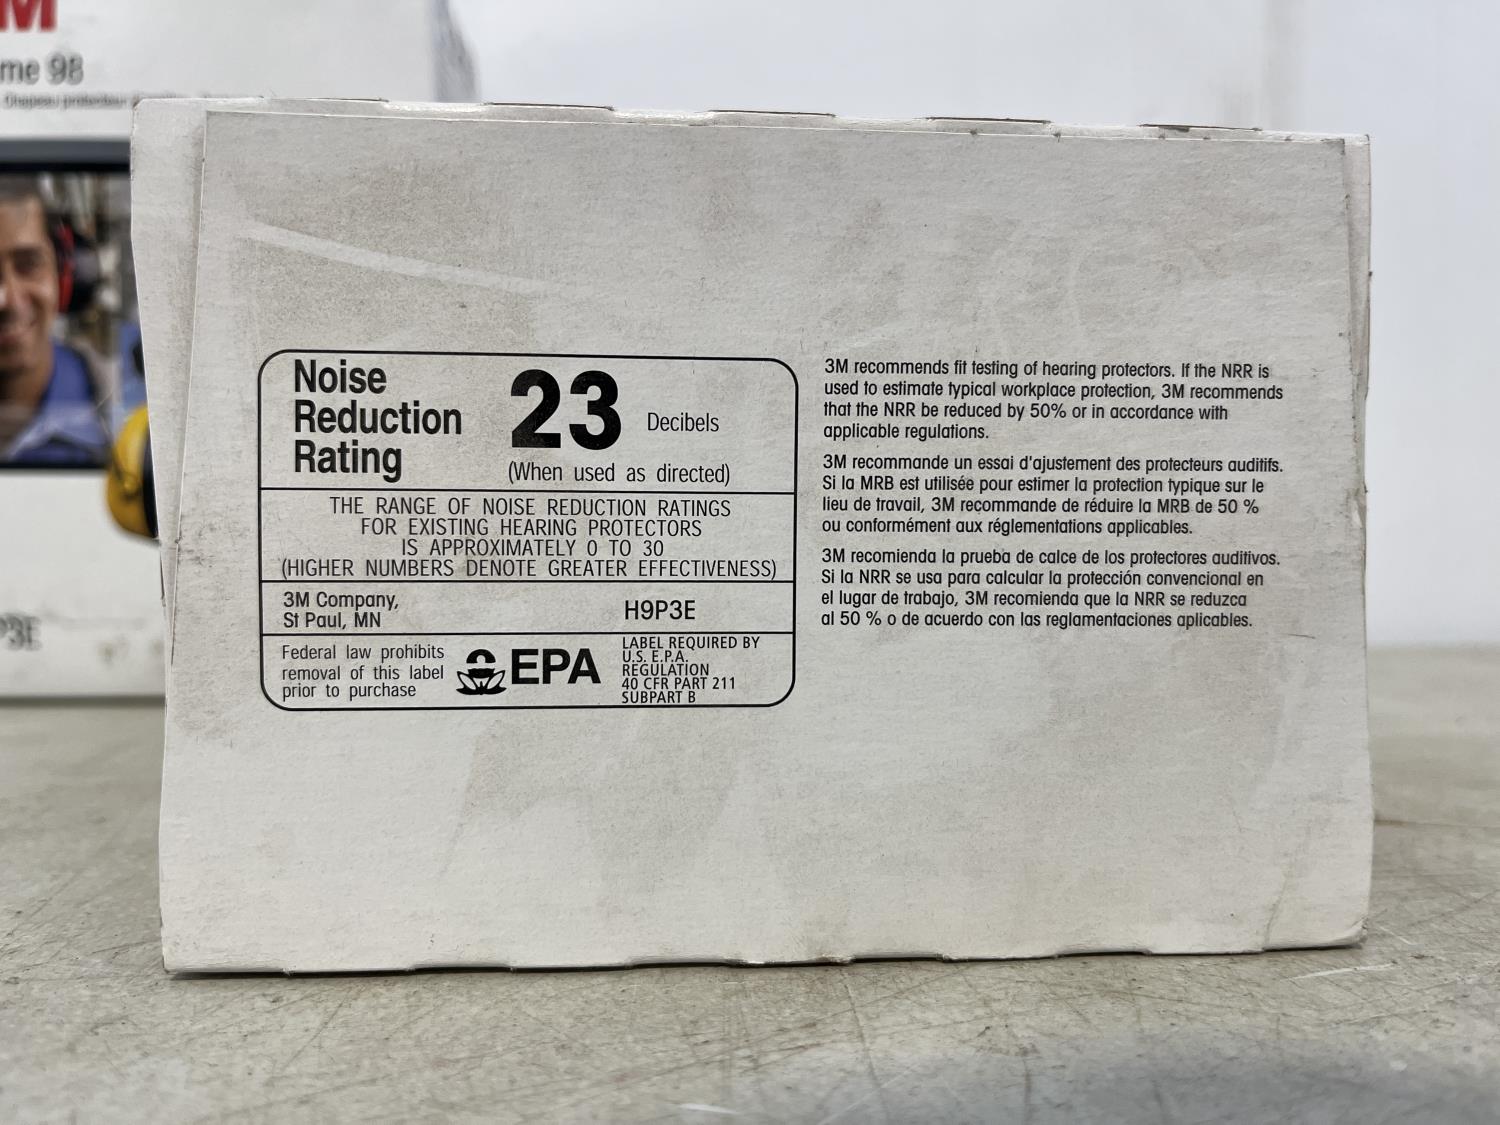 M
me 98
Noise
Reduction
Rating
23
Decibels
(When used as directed)
THE RANGE OF NOISE REDUCTION RATINGS
FOR EXISTING HEARING PROTECTORS
IS APPROXIMATELY 0 TO 30
(HIGHER NUMBERS DENOTE GREATER EFFECTIVENESS)
3M Company,
St Paul, MN
H9P3E
Federal law prohibits
removal of this label
prior to purchase
EPA
LABEL REQUIRED BY
U.S. E.P.A.
REGULATION
40 CFR PART 211
SUBPART B
3M recommends fit testing of hearing protectors. If the NRR is
used to estimate typical workplace protection, 3M recommends
that the NRR be reduced by 50% or in accordance with
applicable regulations.
3M recommande un essai d'ajustement des protecteurs auditifs.
Si la MRB est utilisée pour estimer la protection typique sur le
lieu de travail, 3M recommande de réduire la MRB de 50 %
ou conformément aux réglementations applicables.
3M recomienda la prueba de calce de los protectores auditivos.
Si la NRR se usa para calcular la protección convencional en
el lugar de trabajo, 3M recomienda que la NRR se reduzca
al 50 % o de acuerdo con las reglamentaciones aplicables.
P3E